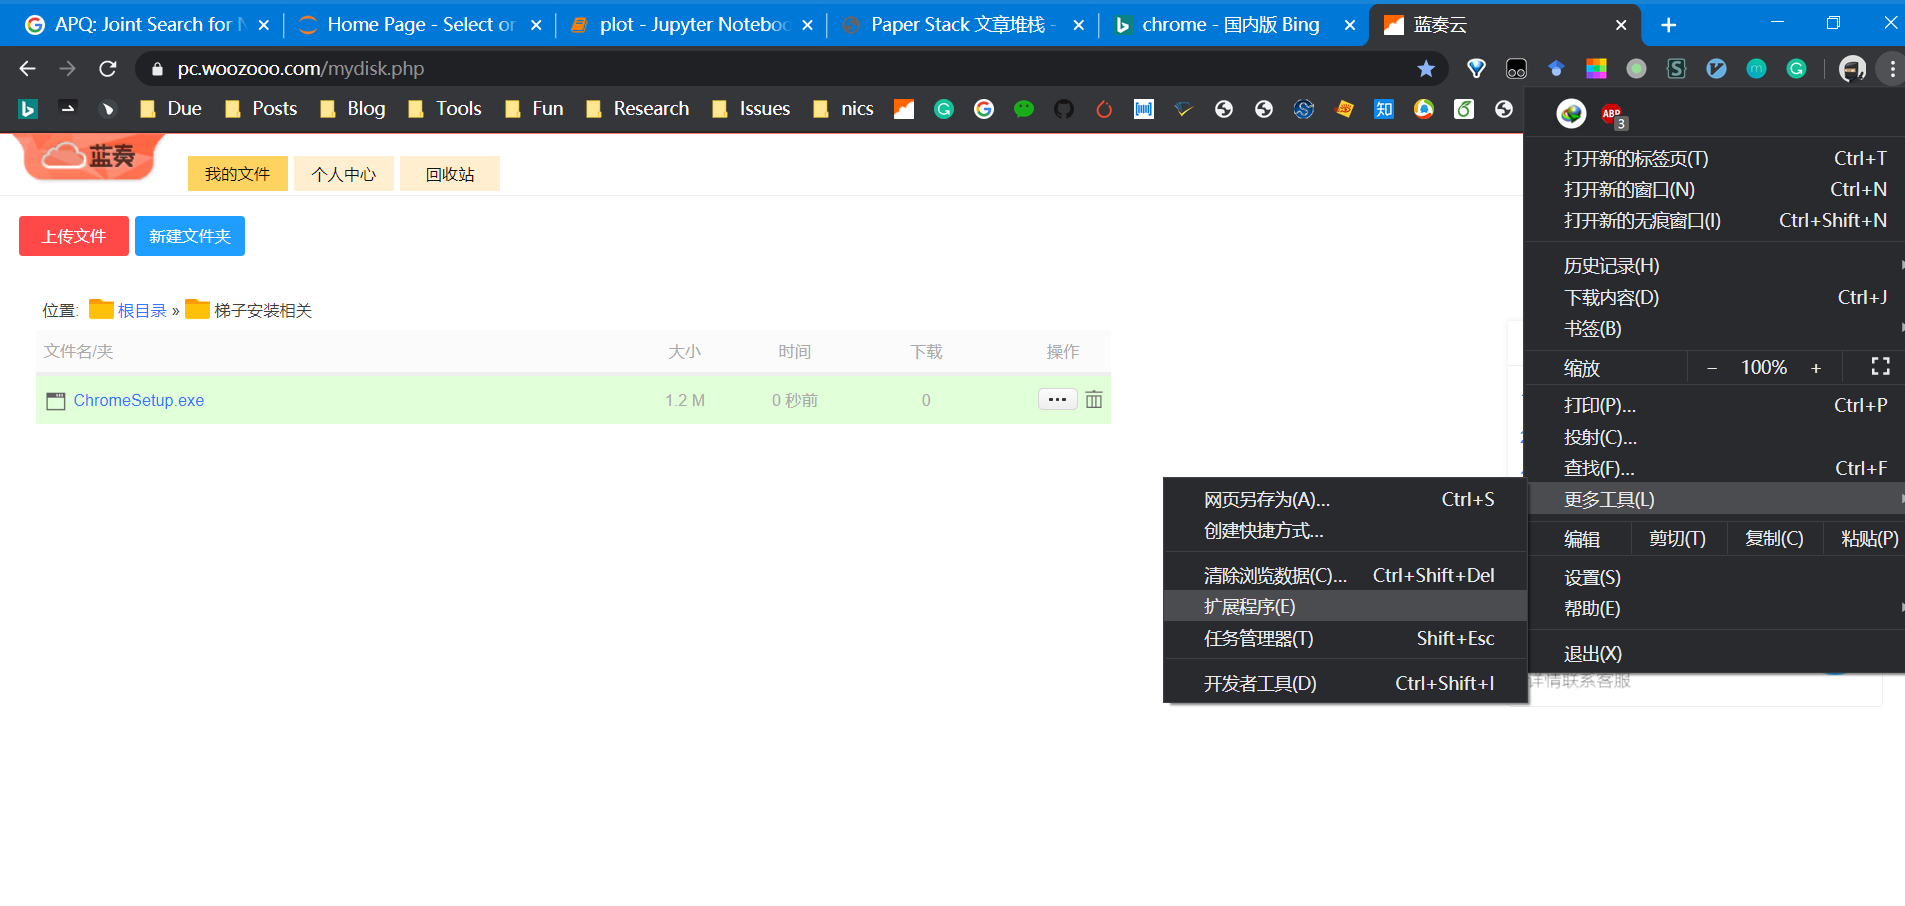 APQ: Joint Search for N
Home Page - Select or
plot - Jupyter Noteboo
Paper Stack 文章堆栈 -
chrome - 国内版 Bing
蓝奏云
pc.woozooo.com/mydisk.php
Due
Posts
Blog
Tools
Fun
Research
Issues
nics
知
ABP
3
蓝奏
我的文件
个人中心
回收站
上传文件
新建文件夹
位置: 根目录 » 梯子安装相关
文件名/夹 大小 时间 下载 操作
ChromeSetup.exe 1.2 M 0 秒前 0
打开新的标签页(T) Ctrl+T
打开新的窗口(N) Ctrl+N
打开新的无痕窗口(I) Ctrl+Shift+N
历史记录(H)
下载内容(D) Ctrl+J
书签(B)
缩放 − 100% +
打印(P)... Ctrl+P
投射(C)...
查找(F)... Ctrl+F
更多工具(L)
编辑 剪切(T) 复制(C) 粘贴(P)
设置(S)
帮助(E)
退出(X)
网页另存为(A)... Ctrl+S
创建快捷方式...
清除浏览数据(C)... Ctrl+Shift+Del
扩展程序(E)
任务管理器(T) Shift+Esc
开发者工具(D) Ctrl+Shift+I
详情联系客服